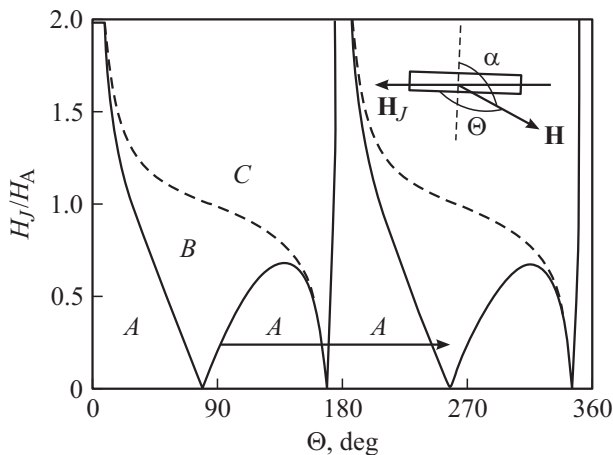 2.0
1.5
1.0
0.5
0
H_J/H_A
C
B
A
A
A
α
H_J
Θ
H
0
90
180
270
360
Θ, deg